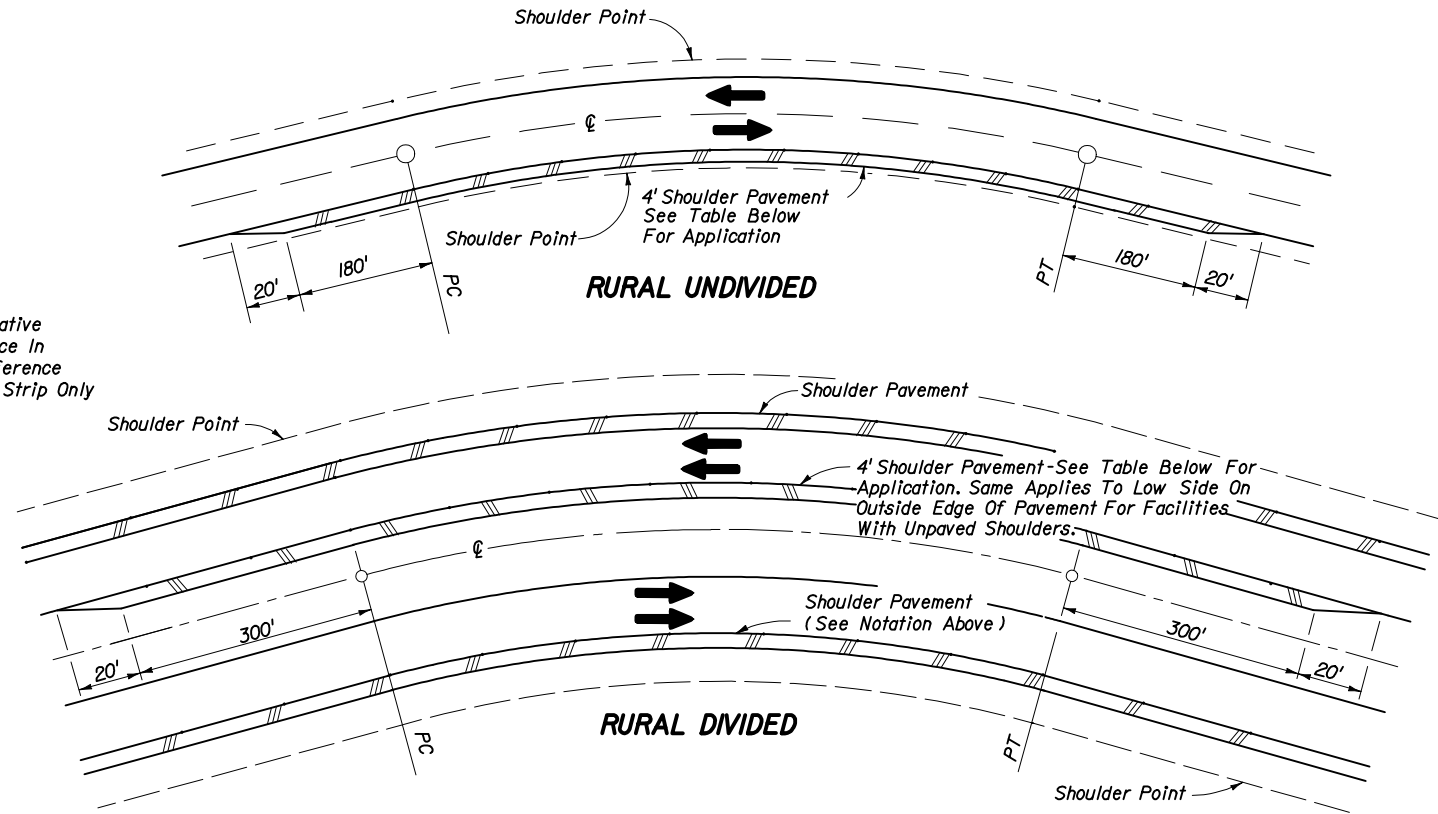 Shoulder Point
℄
4' Shoulder Pavement
See Table Below
For Application
Shoulder Point
20'
180'
PC
RURAL UNDIVIDED
PT
180'
20'
ative
ce In
ference
Strip Only
Shoulder Point
Shoulder Pavement
4' Shoulder Pavement-See Table Below For
Application. Same Applies To Low Side On
Outside Edge Of Pavement For Facilities
With Unpaved Shoulders.
℄
Shoulder Pavement
(See Notation Above)
20'
300'
PC
RURAL DIVIDED
PT
300'
20'
Shoulder Point